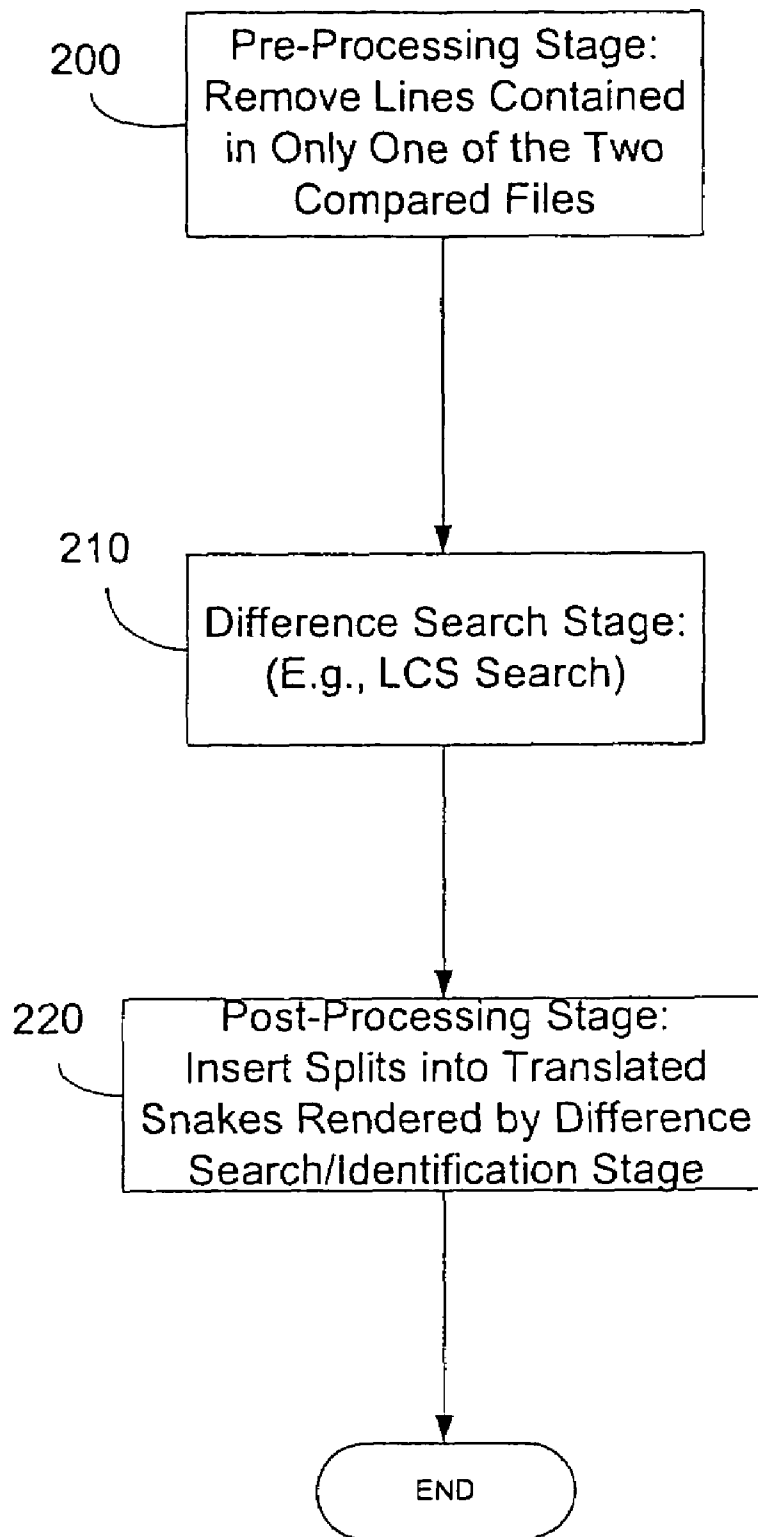 200
Pre-Processing Stage:
Remove Lines Contained
in Only One of the Two
Compared Files
210
Difference Search Stage:
(E.g., LCS Search)
220
Post-Processing Stage:
Insert Splits into Translated
Snakes Rendered by Difference
Search/Identification Stage
END